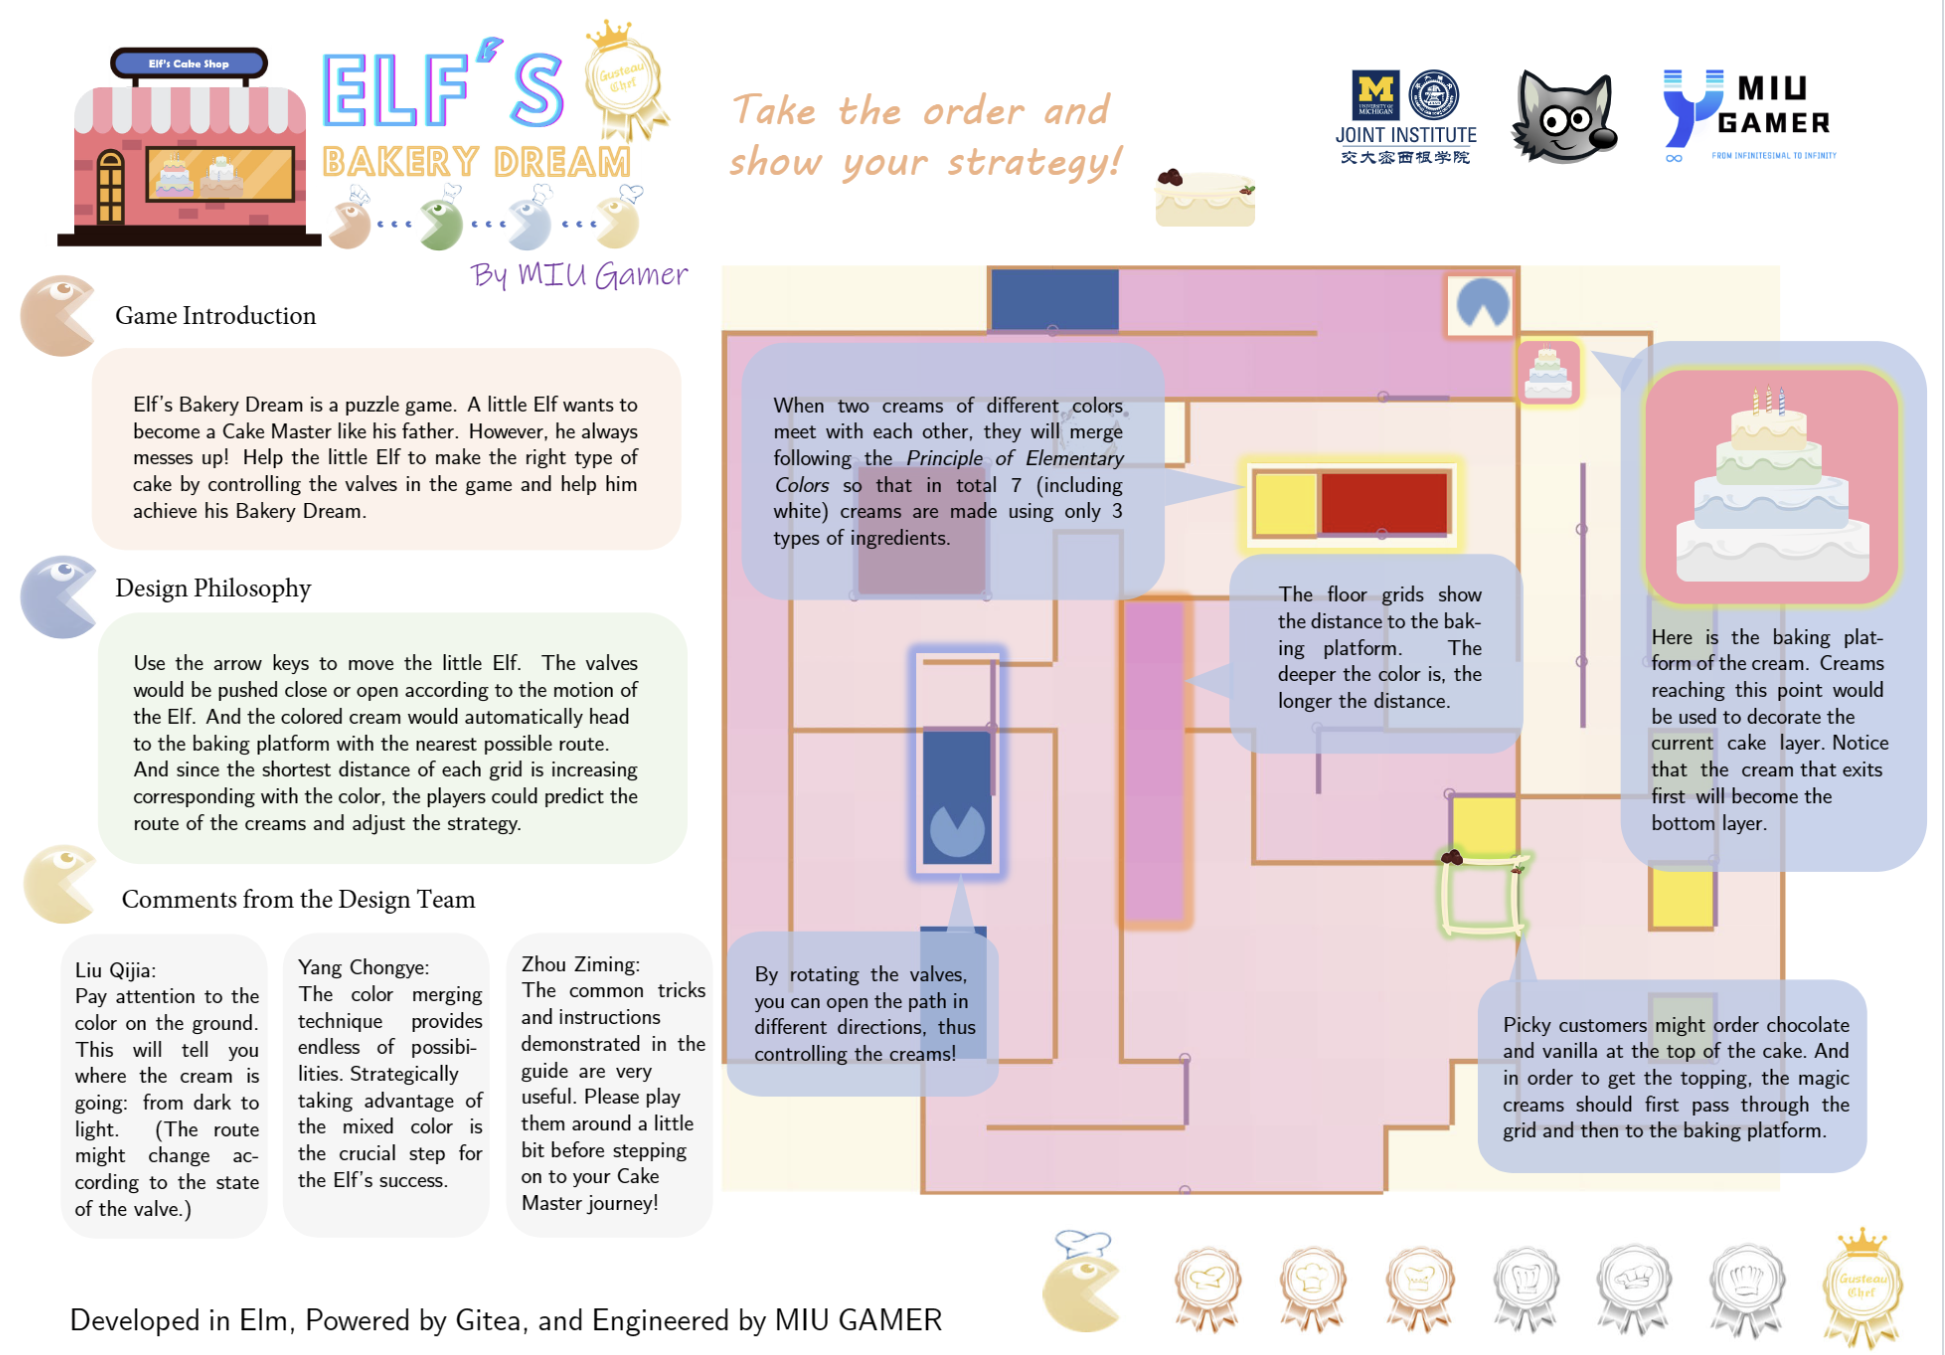 Elf's Cake Shop
ELF'S
BAKERY DREAM
Gusteau
Chef
By MIU Gamer
Take the order and
show your strategy!
M
UNIVERSITY OF
MICHIGAN
JOINT INSTITUTE
交大密西根学院
MIU
GAMER
FROM INFINITESIMAL TO INFINITY
Game Introduction
Elf's Bakery Dream is a puzzle game. A little Elf wants to
become a Cake Master like his father. However, he always
messes up! Help the little Elf to make the right type of
cake by controlling the valves in the game and help him
achieve his Bakery Dream.
Design Philosophy
Use the arrow keys to move the little Elf. The valves
would be pushed close or open according to the motion of
the Elf. And the colored cream would automatically head
to the baking platform with the nearest possible route.
And since the shortest distance of each grid is increasing
corresponding with the color, the players could predict the
route of the creams and adjust the strategy.
Comments from the Design Team
Liu Qijia:
Pay attention to the
color on the ground.
This will tell you
where the cream is
going: from dark to
light. (The route
might change ac-
cording to the state
of the valve.)
Yang Chongye:
The color merging
technique provides
endless of possibi-
lities. Strategically
taking advantage of
the mixed color is
the crucial step for
the Elf's success.
Zhou Ziming:
The common tricks
and instructions
demonstrated in the
guide are very
useful. Please play
them around a little
bit before stepping
on to your Cake
Master journey!
When two creams of different colors
meet with each other, they will merge
following the Principle of Elementary
Colors so that in total 7 (including
white) creams are made using only 3
types of ingredients.
The floor grids show
the distance to the bak-
ing platform. The
deeper the color is, the
longer the distance.
Here is the baking plat-
form of the cream. Creams
reaching this point would
be used to decorate the
current cake layer. Notice
that the cream that exits
first will become the
bottom layer.
By rotating the valves,
you can open the path in
different directions, thus
controlling the creams!
Picky customers might order chocolate
and vanilla at the top of the cake. And
in order to get the topping, the magic
creams should first pass through the
grid and then to the baking platform.
Developed in Elm, Powered by Gitea, and Engineered by MIU GAMER
Gusteau
Chef